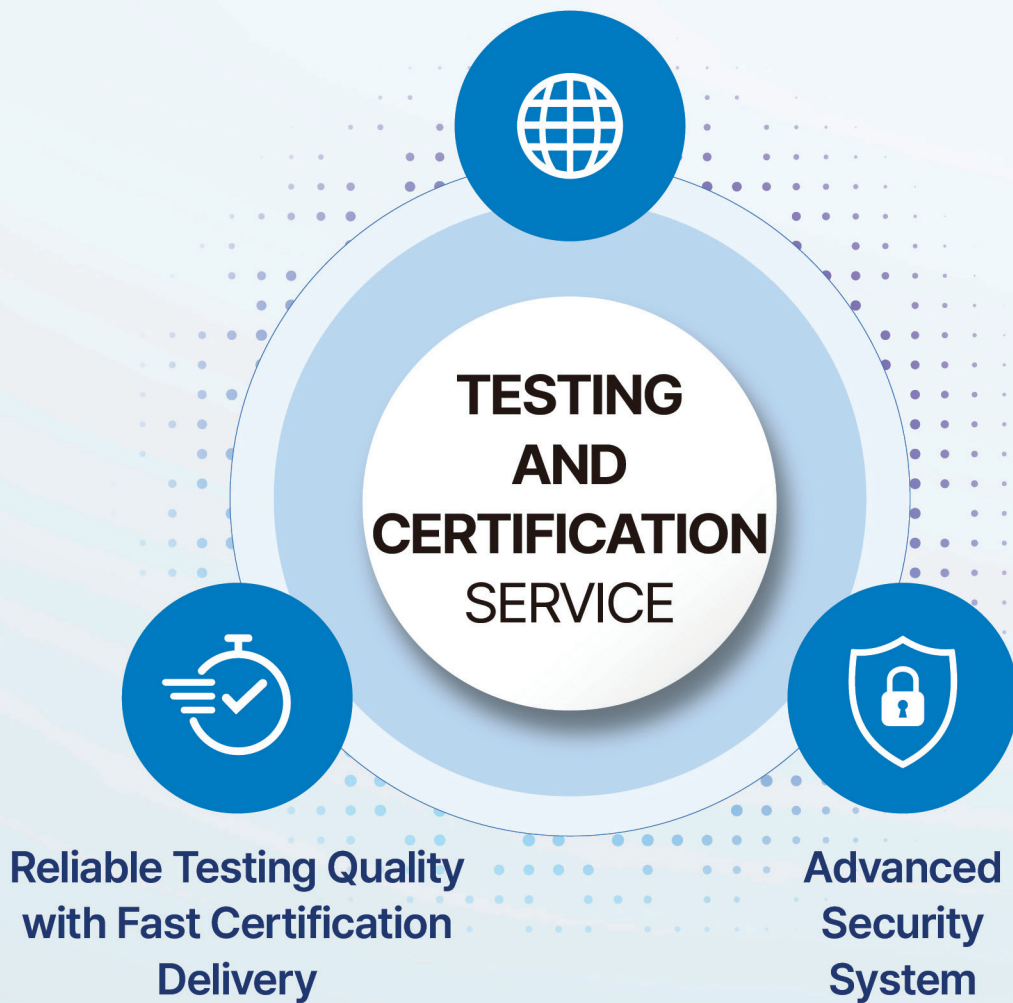 TESTING
AND
CERTIFICATION
SERVICE
Reliable Testing Quality
with Fast Certification
Delivery
Advanced
Security
System